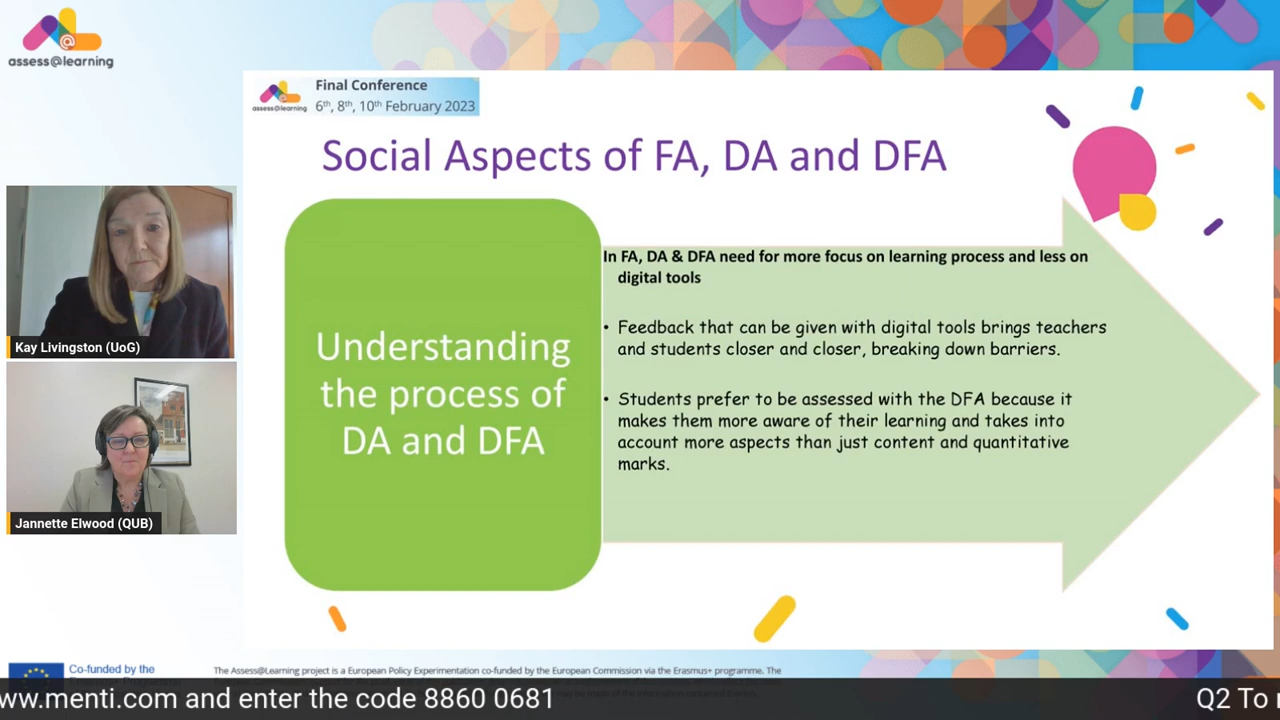 assess@learning
assess@learning
Final Conference
6th, 8th, 10th February 2023
Social Aspects of FA, DA and DFA
Kay Livingston (UoG)
Jannette Elwood (QUB)
Understanding
the process of
DA and DFA
In FA, DA & DFA need for more focus on learning process and less on
digital tools
• Feedback that can be given with digital tools brings teachers
and students closer and closer, breaking down barriers.
• Students prefer to be assessed with the DFA because it
makes them more aware of their learning and takes into
account more aspects than just content and quantitative
marks.
Co-funded by the
The Assess@Learning project is a European Policy Experimentation co-funded by the European Commission via the Erasmus+ programme. The
ww.menti.com and enter the code 8860 0681
Q2 To